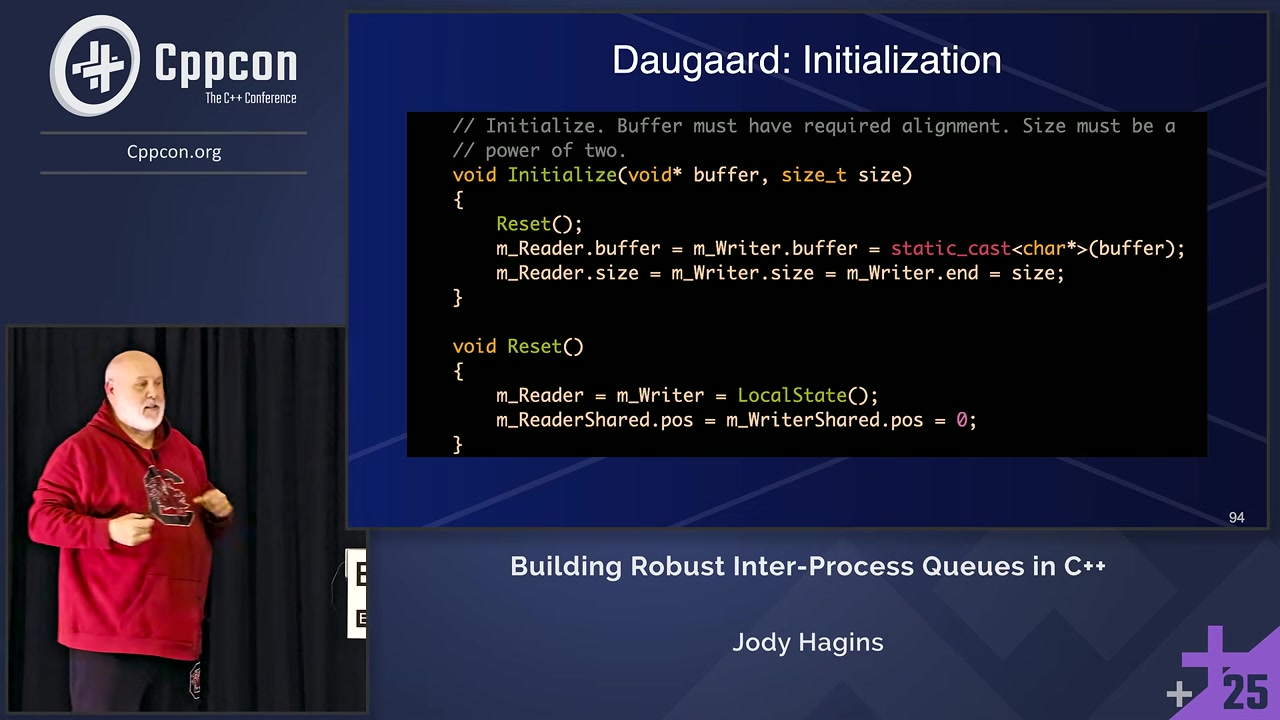 Cppcon
The C++ Conference
Cppcon.org
Daugaard: Initialization
// Initialize. Buffer must have required alignment. Size must be a
// power of two.
void Initialize(void* buffer, size_t size)
{
    Reset();
    m_Reader.buffer = m_Writer.buffer = static_cast<char*>(buffer);
    m_Reader.size = m_Writer.size = m_Writer.end = size;
}
void Reset()
{
    m_Reader = m_Writer = LocalState();
    m_ReaderShared.pos = m_WriterShared.pos = 0;
}
94
Building Robust Inter-Process Queues in C++
Jody Hagins
C
E
E
25